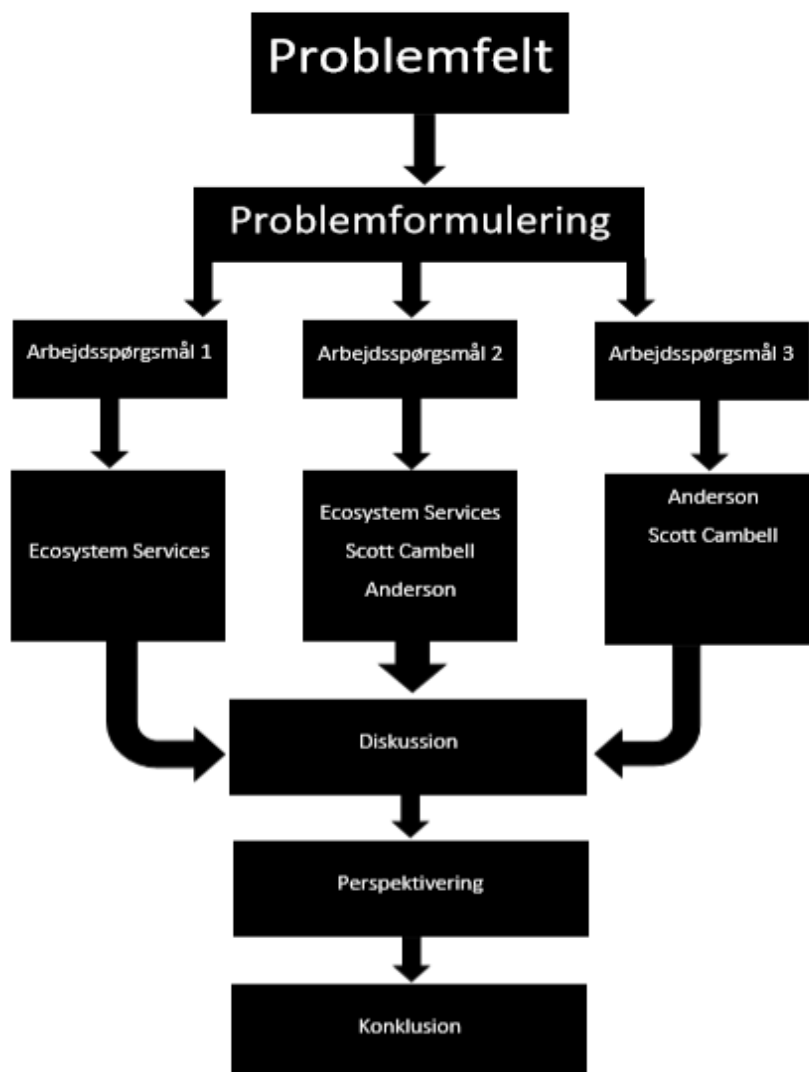 Problemfelt
Problemformulering
Arbejdsspørgsmål 1
Arbejdsspørgsmål 2
Arbejdsspørgsmål 3
Ecosystem Services
Ecosystem Services
Scott Cambell
Anderson
Anderson
Scott Cambell
Diskussion
Perspektivering
Konklusion